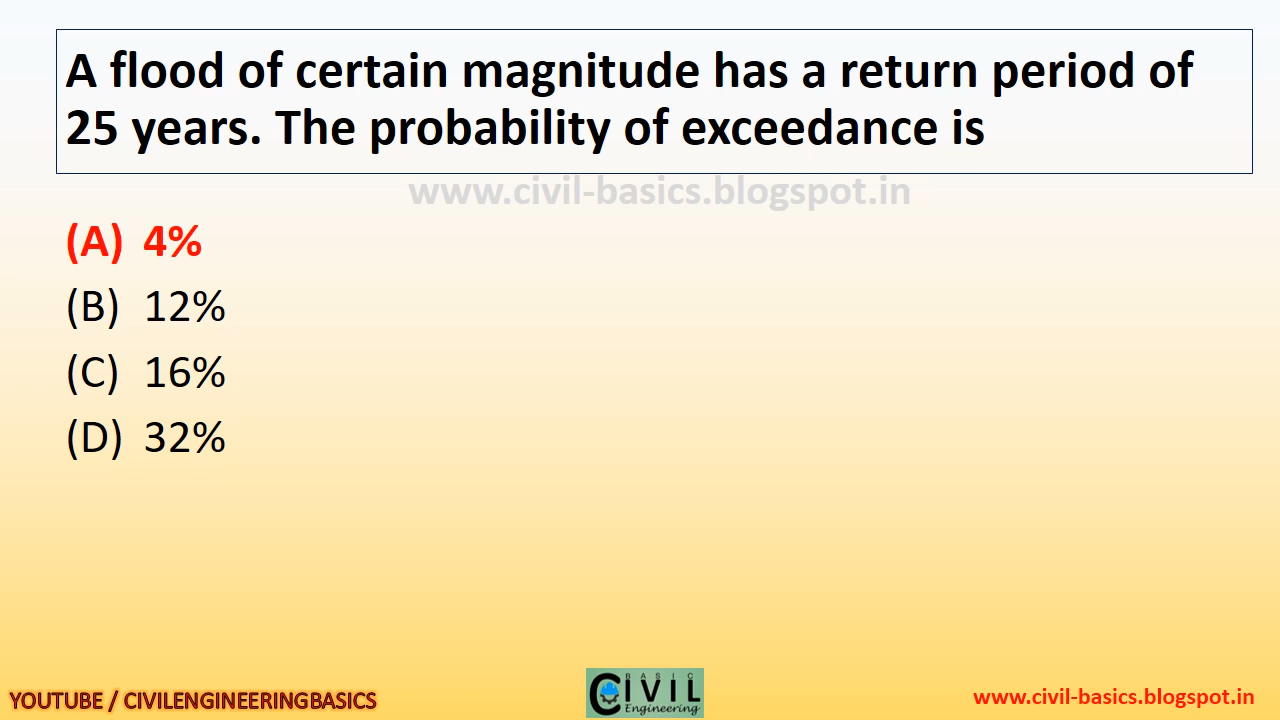 A flood of certain magnitude has a return period of
25 years. The probability of exceedance is
www.civil-basics.blogspot.in
(A) 4%
(B) 12%
(C) 16%
(D) 32%
YOUTUBE / CIVILENGINEERINGBASICS
BASIC
CIVIL
Engineering
www.civil-basics.blogspot.in